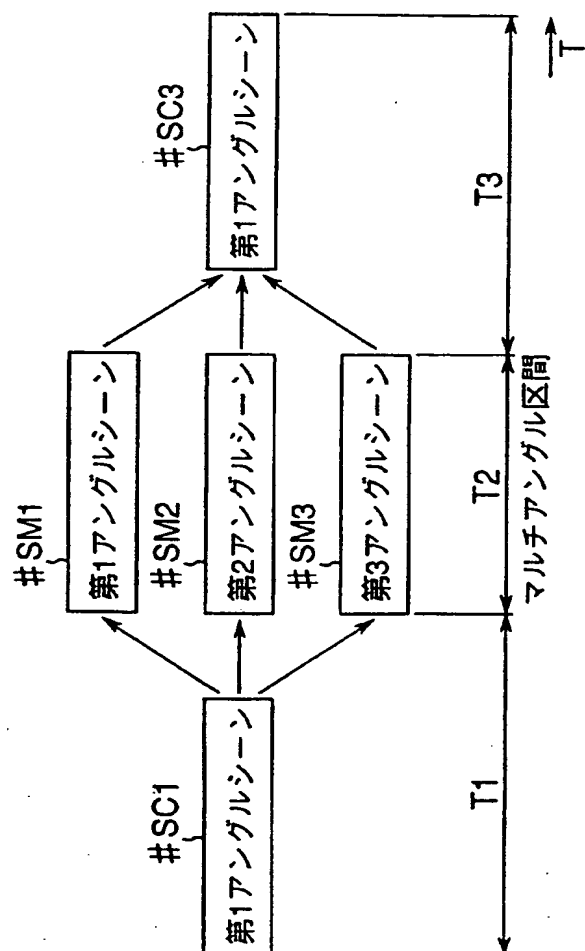 #SC1
第1アングルシーン
#SM1
第1アングルシーン
#SM2
第2アングルシーン
#SM3
第3アングルシーン
#SC3
第1アングルシーン
T1
T2
T3
マルチアングル区間
T